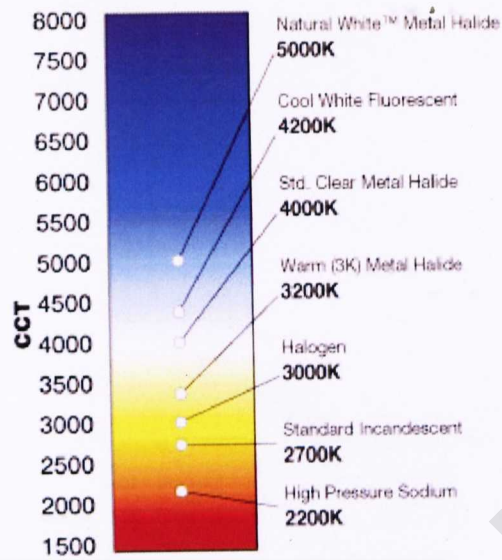 8000
7500
7000
6500
6000
5500
5000
4500
4000
3500
3000
2500
2000
1500
CCT
Natural White™ Metal Halide
5000K
Cool White Fluorescent
4200K
Std. Clear Metal Halide
4000K
Warm (3K) Metal Halide
3200K
Halogen
3000K
Standard Incandescent
2700K
High Pressure Sodium
2200K